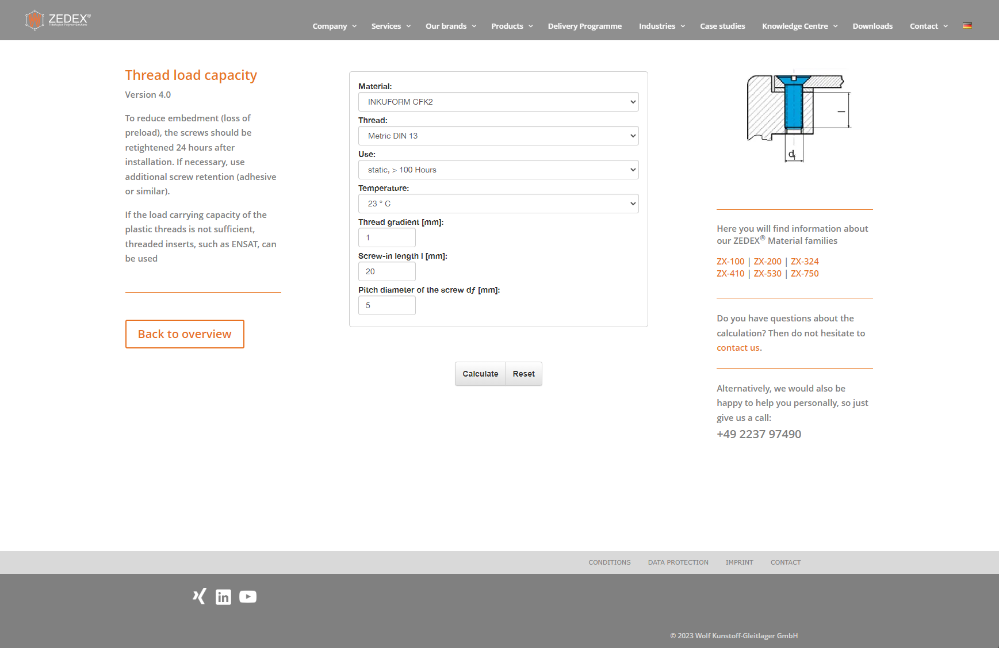 ZEDEX®
Tribological Polymer Solutions
Company
Services
Our brands
Products
Delivery Programme
Industries
Case studies
Knowledge Centre
Downloads
Contact
Thread load capacity
Version 4.0
To reduce embedment (loss of
preload), the screws should be
retightened 24 hours after
installation. If necessary, use
additional screw retention (adhesive
or similar).
If the load carrying capacity of the
plastic threads is not sufficient,
threaded inserts, such as ENSAT, can
be used
Back to overview
Material:
INKUFORM CFK2
Thread:
Metric DIN 13
Use:
static, > 100 Hours
Temperature:
23 ° C
Thread gradient [mm]:
1
Screw-in length l [mm]:
20
Pitch diameter of the screw dƒ [mm]:
5
Calculate
Reset
l
df
Here you will find information about
our ZEDEX® Material families
ZX-100 | ZX-200 | ZX-324
ZX-410 | ZX-530 | ZX-750
Do you have questions about the
calculation? Then do not hesitate to
contact us.
Alternatively, we would also be
happy to help you personally, so just
give us a call:
+49 2237 97490
CONDITIONS
DATA PROTECTION
IMPRINT
CONTACT
in
© 2023 Wolf Kunstoff-Gleitlager GmbH